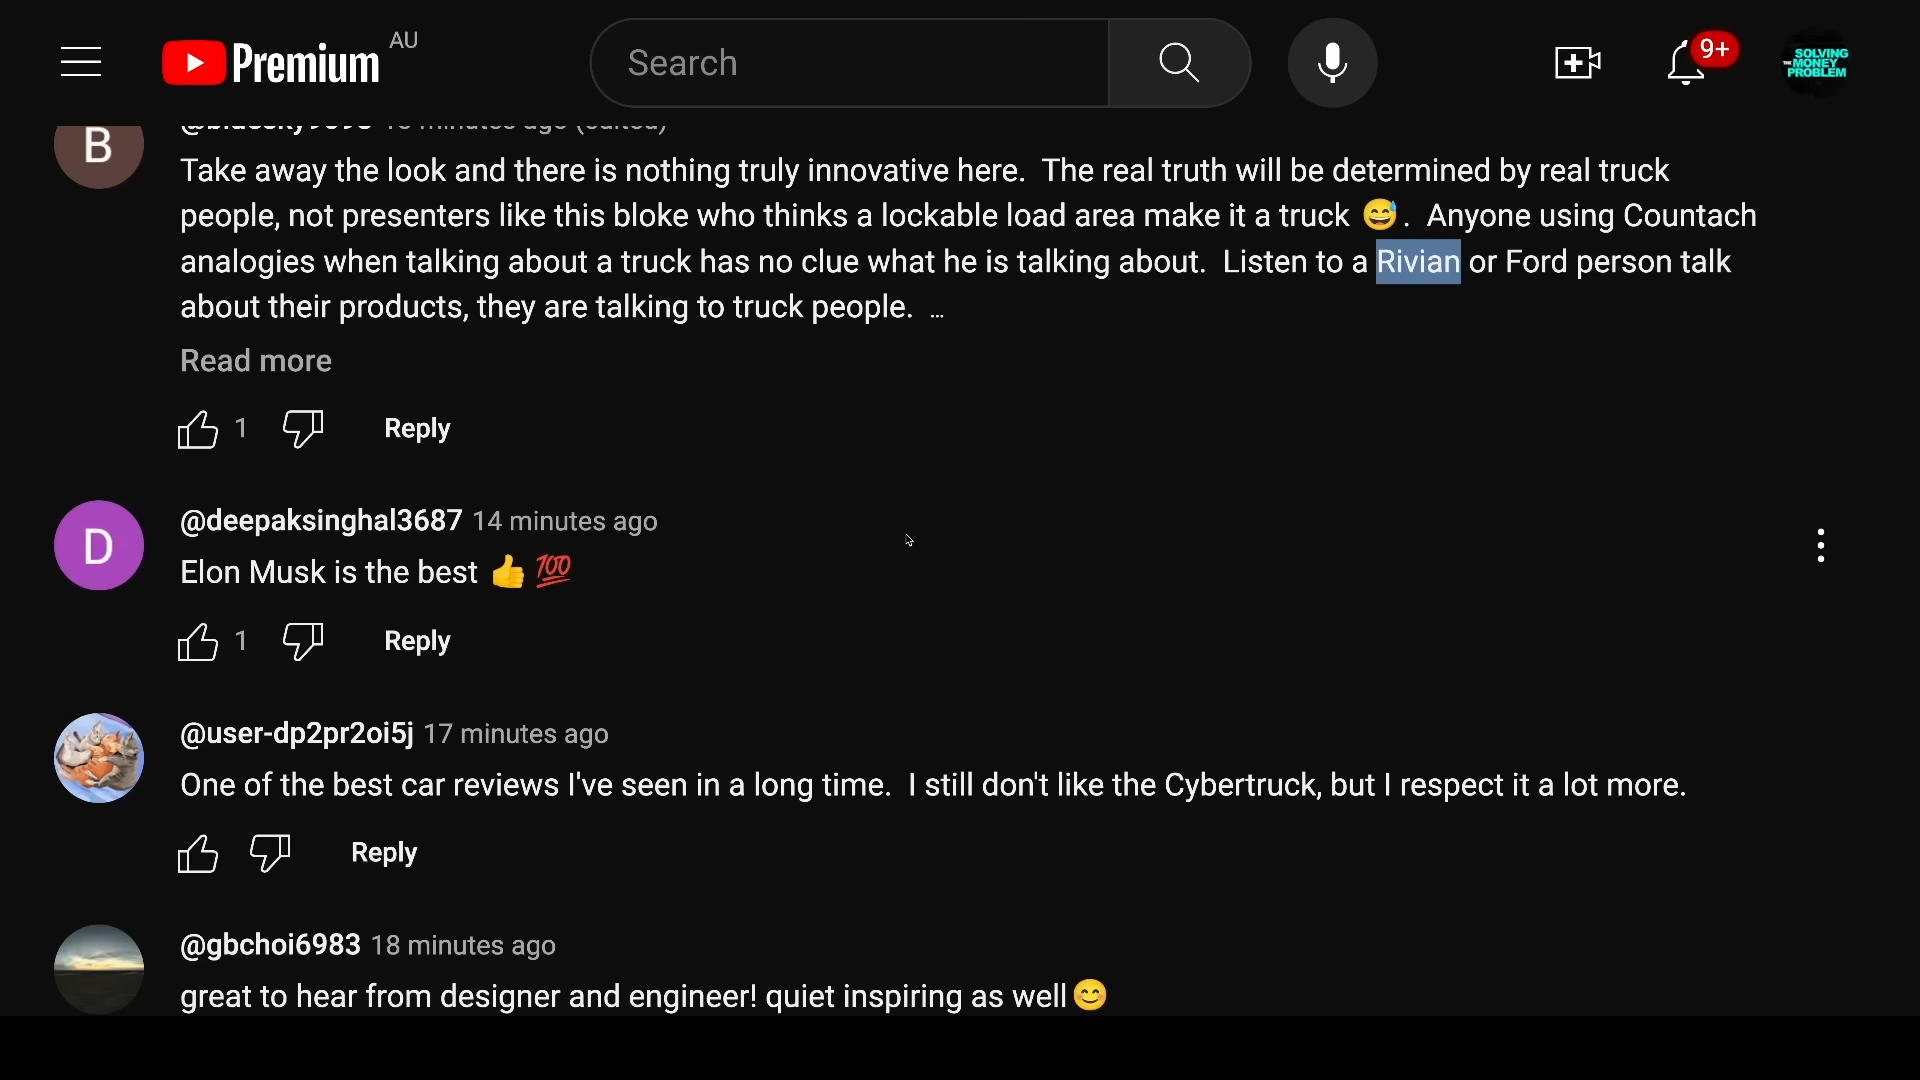 Premium AU
Search
9+
SOLVING
THE MONEY
PROBLEM
B
Take away the look and there is nothing truly innovative here. The real truth will be determined by real truck
people, not presenters like this bloke who thinks a lockable load area make it a truck 😅. Anyone using Countach
analogies when talking about a truck has no clue what he is talking about. Listen to a Rivian or Ford person talk
about their products, they are talking to truck people. ...
Read more
1 Reply
D
@deepaksinghal3687 14 minutes ago
Elon Musk is the best 👍 💯
1 Reply
@user-dp2pr2oi5j 17 minutes ago
One of the best car reviews I've seen in a long time. I still don't like the Cybertruck, but I respect it a lot more.
Reply
@gbchoi6983 18 minutes ago
great to hear from designer and engineer! quiet inspiring as well😊